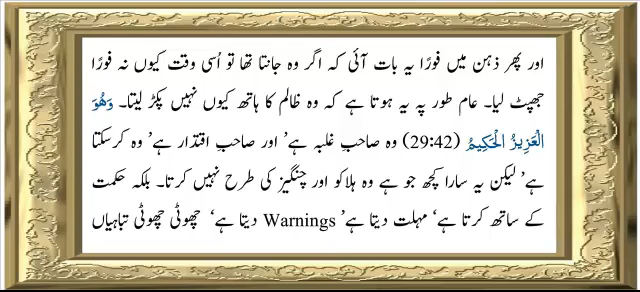 اور پھر ذہن میں فورًا یہ بات آئی کہ اگر وہ جانتا تھا تو اُسی وقت کیوں نہ فورًا
جھپٹ لیا۔ عام طور پہ یہ ہوتا ہے کہ وہ ظالم کا ہاتھ کیوں نہیں پکڑ لیتا۔ وَهُوَ
الْعَزِيزُ الْحَكِيمُ (29:42) وہ صاحبِ غلبہ ہے‘ اور صاحبِ اقتدار ہے‘ وہ کرسکتا
ہے‘ لیکن یہ سارا کچھ جو ہے وہ ہلاکو اور چنگیز کی طرح نہیں کرتا۔ بلکہ حکمت
کے ساتھ کرتا ہے‘ مہلت دیتا ہے‘ Warnings دیتا ہے‘ چھوٹی چھوٹی تباہیاں